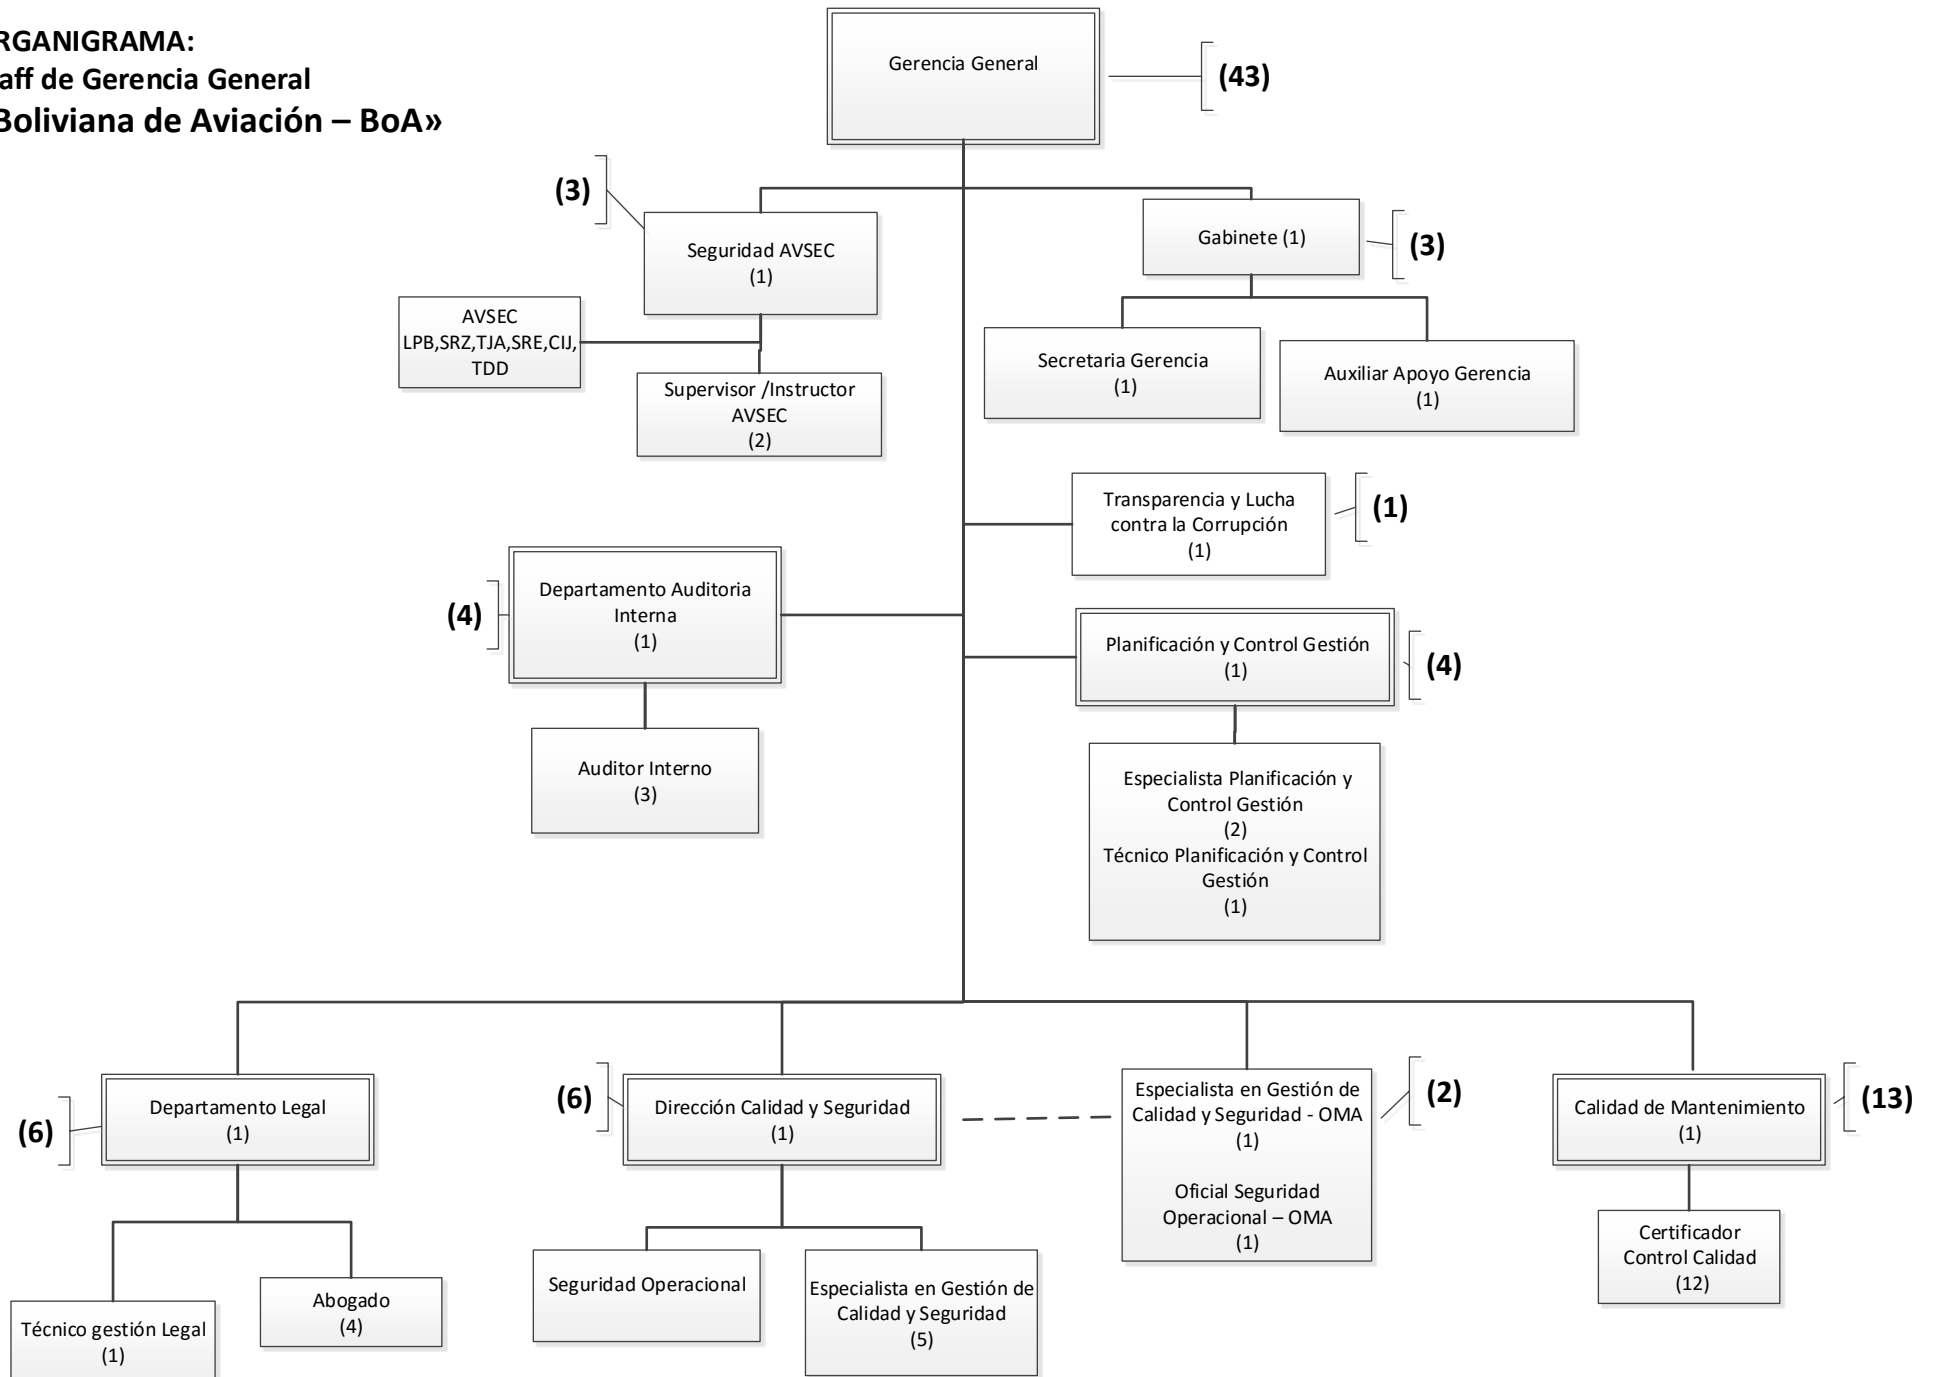 RGANIGRAMA:
aff de Gerencia General
Boliviana de Aviación – BoA»
Gerencia General
(43)
(3)
Seguridad AVSEC
(1)
Gabinete (1)
(3)
AVSEC
LPB,SRZ,TJA,SRE,CIJ,
TDD
Supervisor /Instructor
AVSEC
(2)
Secretaria Gerencia
(1)
Auxiliar Apoyo Gerencia
(1)
Transparencia y Lucha
contra la Corrupción
(1)
(1)
(4)
Departamento Auditoria
Interna
(1)
Planificación y Control Gestión
(1)
(4)
Auditor Interno
(3)
Especialista Planificación y
Control Gestión
(2)
Técnico Planificación y Control
Gestión
(1)
(6)
Departamento Legal
(1)
(6)
Dirección Calidad y Seguridad
(1)
Especialista en Gestión de
Calidad y Seguridad - OMA
(1)
Oficial Seguridad
Operacional – OMA
(1)
(2)
Calidad de Mantenimiento
(1)
(13)
Técnico gestión Legal
(1)
Abogado
(4)
Seguridad Operacional
Especialista en Gestión de
Calidad y Seguridad
(5)
Certificador
Control Calidad
(12)